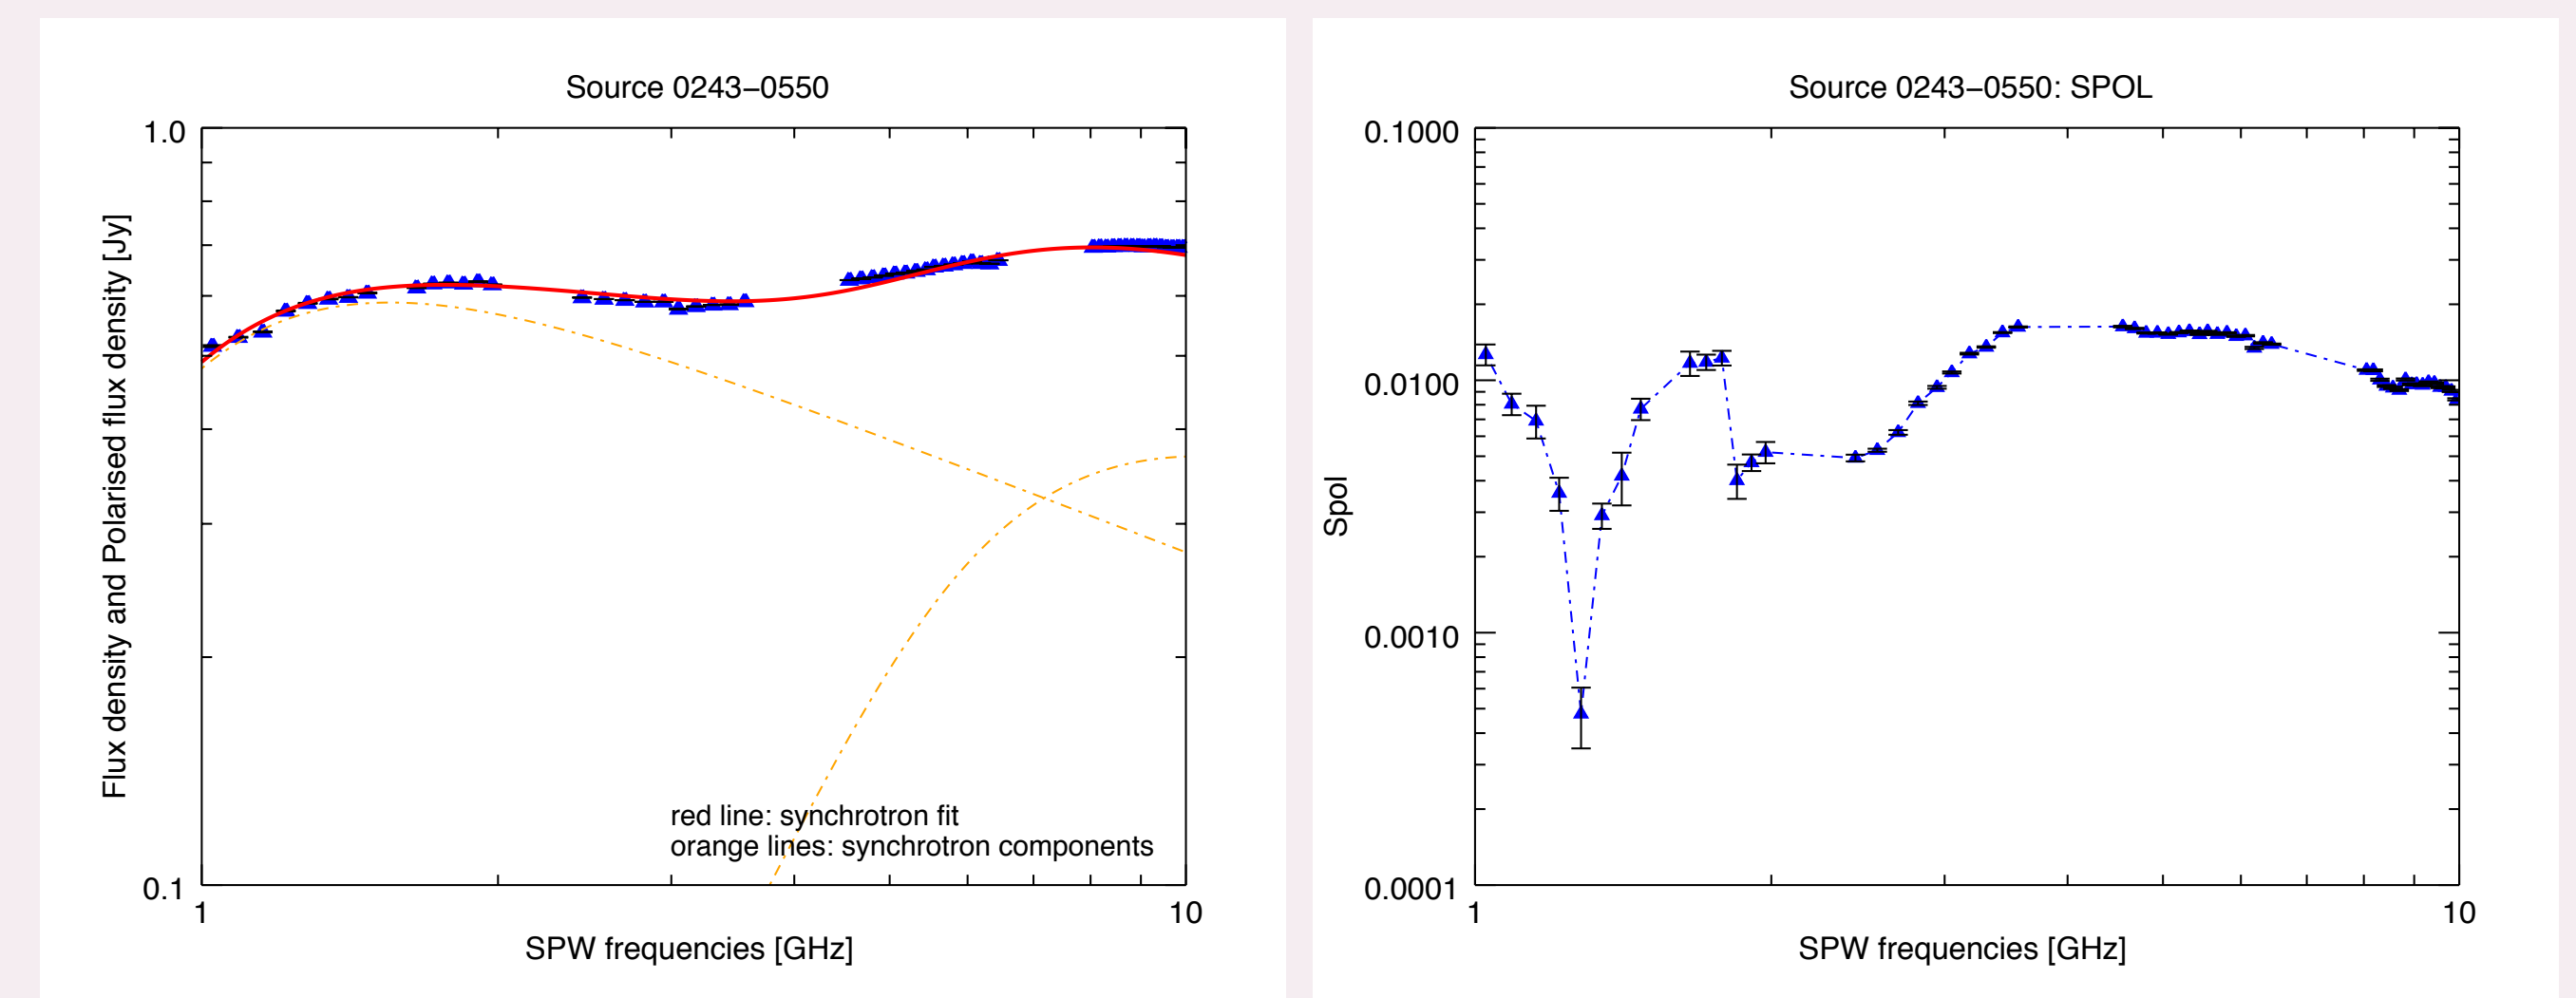 Source 0243−0550
1.0
0.1
1
10
Flux density and Polarised flux density [Jy]
red line: synchrotron fit
orange lines: synchrotron components
SPW frequencies [GHz]
Source 0243−0550: SPOL
0.1000
0.0100
0.0010
0.0001
1
10
Spol
SPW frequencies [GHz]